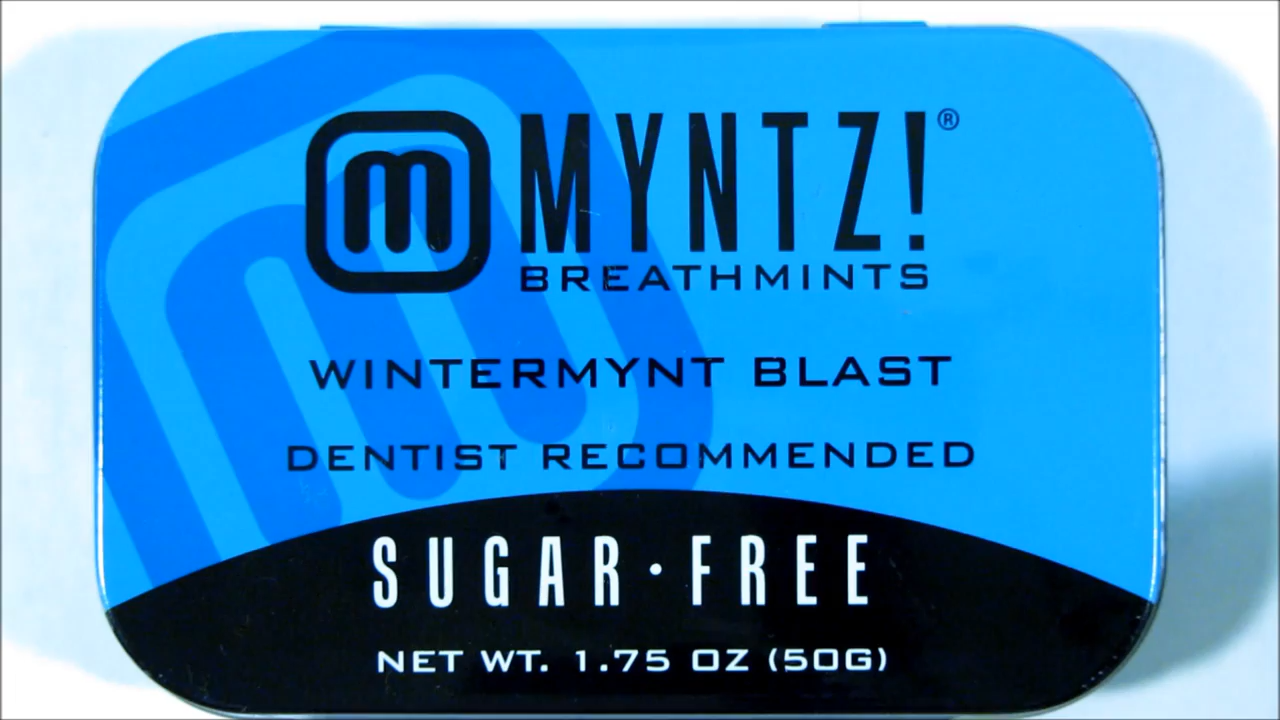 m MYNTZ!®
BREATHMINTS
WINTERMYNT BLAST
DENTIST RECOMMENDED
SUGAR·FREE
NET WT. 1.75 OZ (50G)